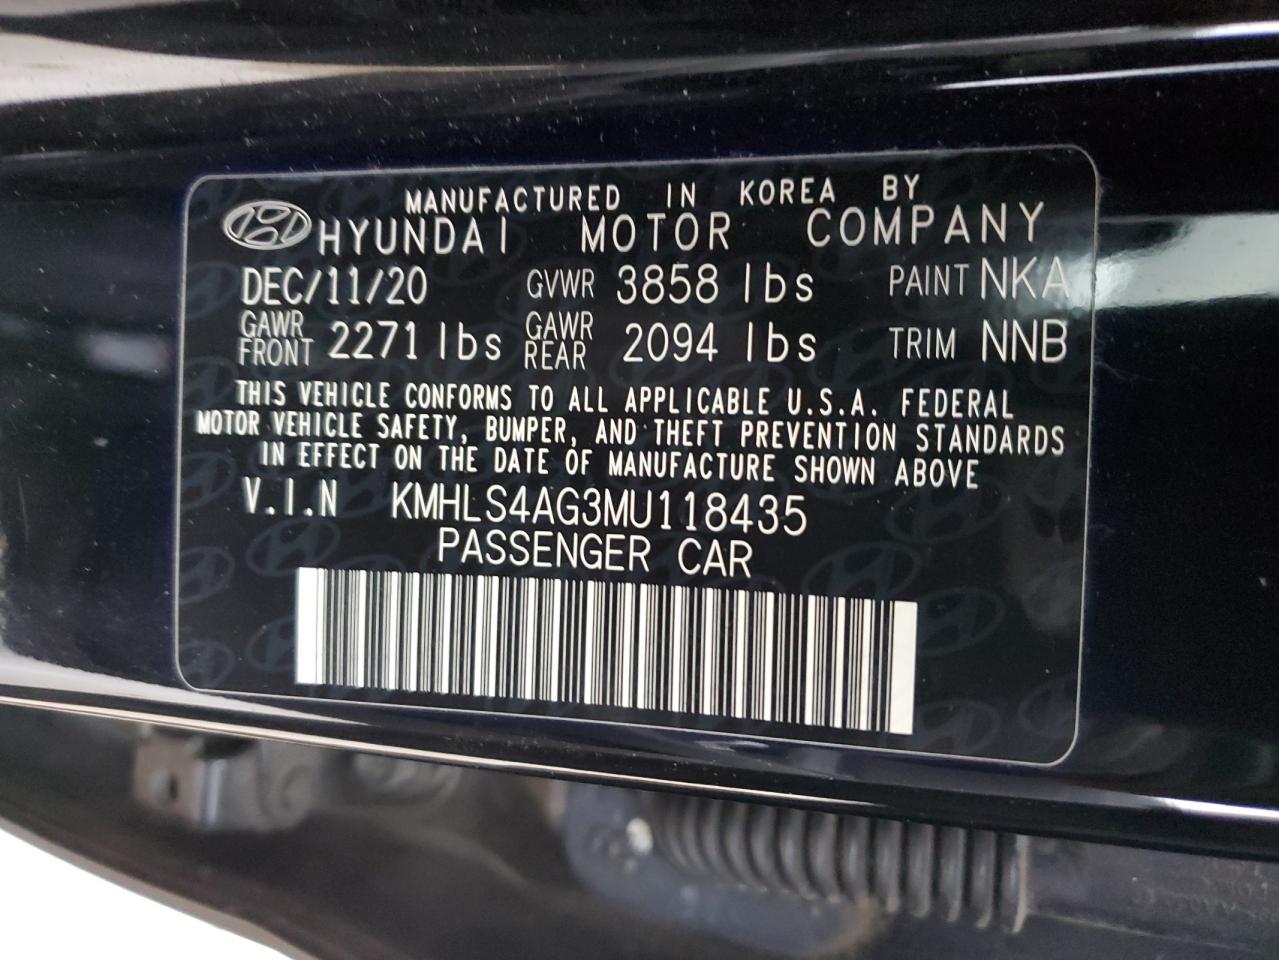 MANUFACTURED IN KOREA BY
HYUNDAI MOTOR COMPANY
DEC/11/20 GVWR 3858 lbs PAINT NKA
GAWR FRONT 2271 lbs GAWR REAR 2094 lbs TRIM NNB
THIS VEHICLE CONFORMS TO ALL APPLICABLE U.S.A. FEDERAL
MOTOR VEHICLE SAFETY, BUMPER, AND THEFT PREVENTION STANDARDS
IN EFFECT ON THE DATE OF MANUFACTURE SHOWN ABOVE
V.I.N KMHLS4AG3MU118435
PASSENGER CAR